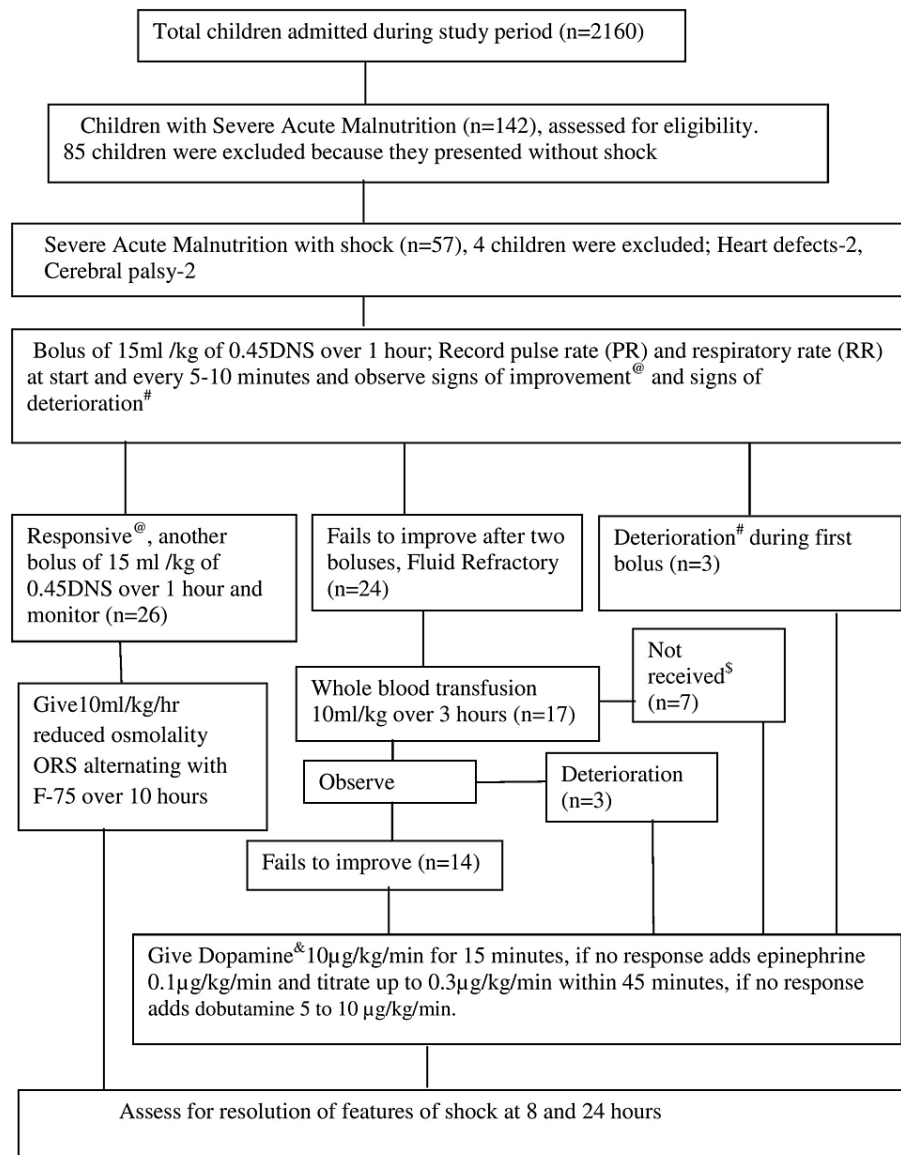 Total children admitted during study period (n=2160)
Children with Severe Acute Malnutrition (n=142), assessed for eligibility.
85 children were excluded because they presented without shock
Severe Acute Malnutrition with shock (n=57), 4 children were excluded; Heart defects-2,
Cerebral palsy-2
Bolus of 15ml /kg of 0.45DNS over 1 hour; Record pulse rate (PR) and respiratory rate (RR)
at start and every 5-10 minutes and observe signs of improvement@ and signs of
deterioration#
Responsive@, another
bolus of 15 ml /kg of
0.45DNS over 1 hour and
monitor (n=26)
Fails to improve after two
boluses, Fluid Refractory
(n=24)
Deterioration# during first
bolus (n=3)
Not
received$
(n=7)
Give10ml/kg/hr
reduced osmolality
ORS alternating with
F-75 over 10 hours
Whole blood transfusion
10ml/kg over 3 hours (n=17)
Observe
Deterioration
(n=3)
Fails to improve (n=14)
Give Dopamine&10µg/kg/min for 15 minutes, if no response adds epinephrine
0.1µg/kg/min and titrate up to 0.3µg/kg/min within 45 minutes, if no response
adds dobutamine 5 to 10 µg/kg/min.
Assess for resolution of features of shock at 8 and 24 hours